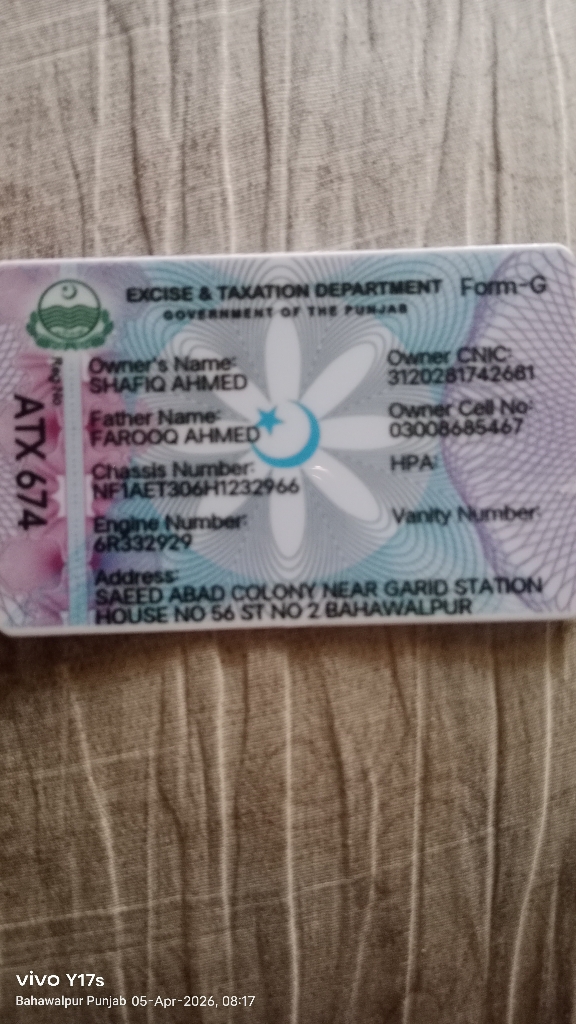 EXCISE & TAXATION DEPARTMENT Form-G
GOVERNMENT OF THE PUNJAB
Reg No
ATX 674
Owner's Name:
SHAFIQ AHMED
Father Name:
FAROOQ AHMED
Chassis Number:
NF1AET306H1232966
Engine Number:
6R332929
Owner CNIC:
3120281742681
Owner Cell No:
03008685467
HPA:
Vanity Number:
Address:
SAEED ABAD COLONY NEAR GARID STATION
HOUSE NO 56 ST NO 2 BAHAWALPUR
vivo Y17s
Bahawalpur Punjab 05-Apr-2026, 08:17